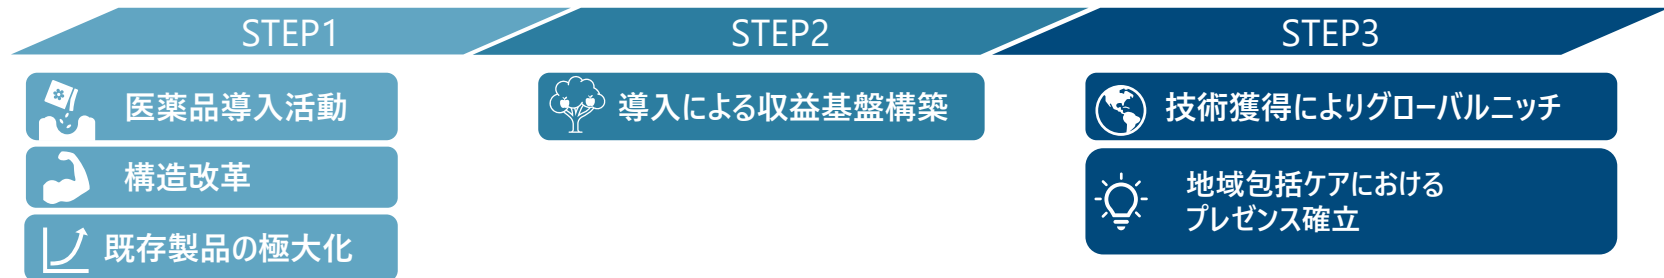 STEP1
STEP2
STEP3
医薬品導入活動
構造改革
既存製品の極大化
導入による収益基盤構築
技術獲得によりグローバルニッチ
地域包括ケアにおける
プレゼンス確立